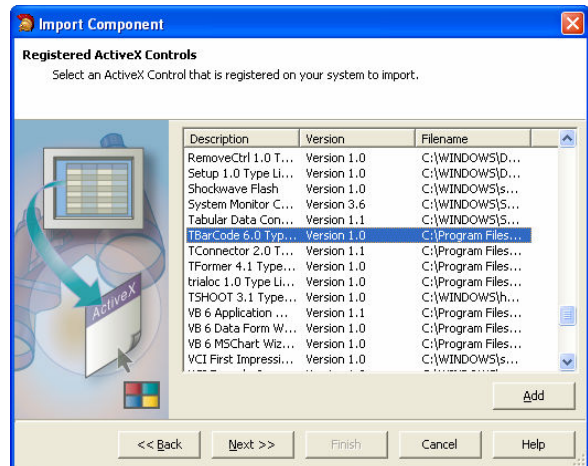 Import Component
Registered ActiveX Controls
Select an ActiveX Control that is registered on your system to import.
Description Version Filename
RemoveCtrl 1.0 T... Version 1.0 C:\WINDOWS\D...
Setup 1.0 Type Li... Version 1.0 C:\WINDOWS\D...
Shockwave Flash Version 1.0 C:\WINDOWS\s...
System Monitor C... Version 3.6 C:\WINDOWS\S...
Tabular Data Con... Version 1.1 C:\WINDOWS\S...
TBarCode 6.0 Typ... Version 1.0 C:\Program Files...
TConnector 2.0 T... Version 1.1 C:\Program Files...
TFormer 4.1 Type... Version 1.0 C:\Program Files...
trialoc 1.0 Type Li... Version 1.0 C:\Program Files...
TSHOOT 3.1 Type... Version 1.0 C:\WINDOWS\h...
VB 6 Application ... Version 1.1 C:\Program Files...
VB 6 Data Form W... Version 1.0 C:\Program Files...
VB 6 MSChart Wiz... Version 1.0 C:\Program Files...
VCI First Impressi... Version 1.0 C:\WINDOWS\s...
ActiveX
Add
<< Back Next >> Finish Cancel Help